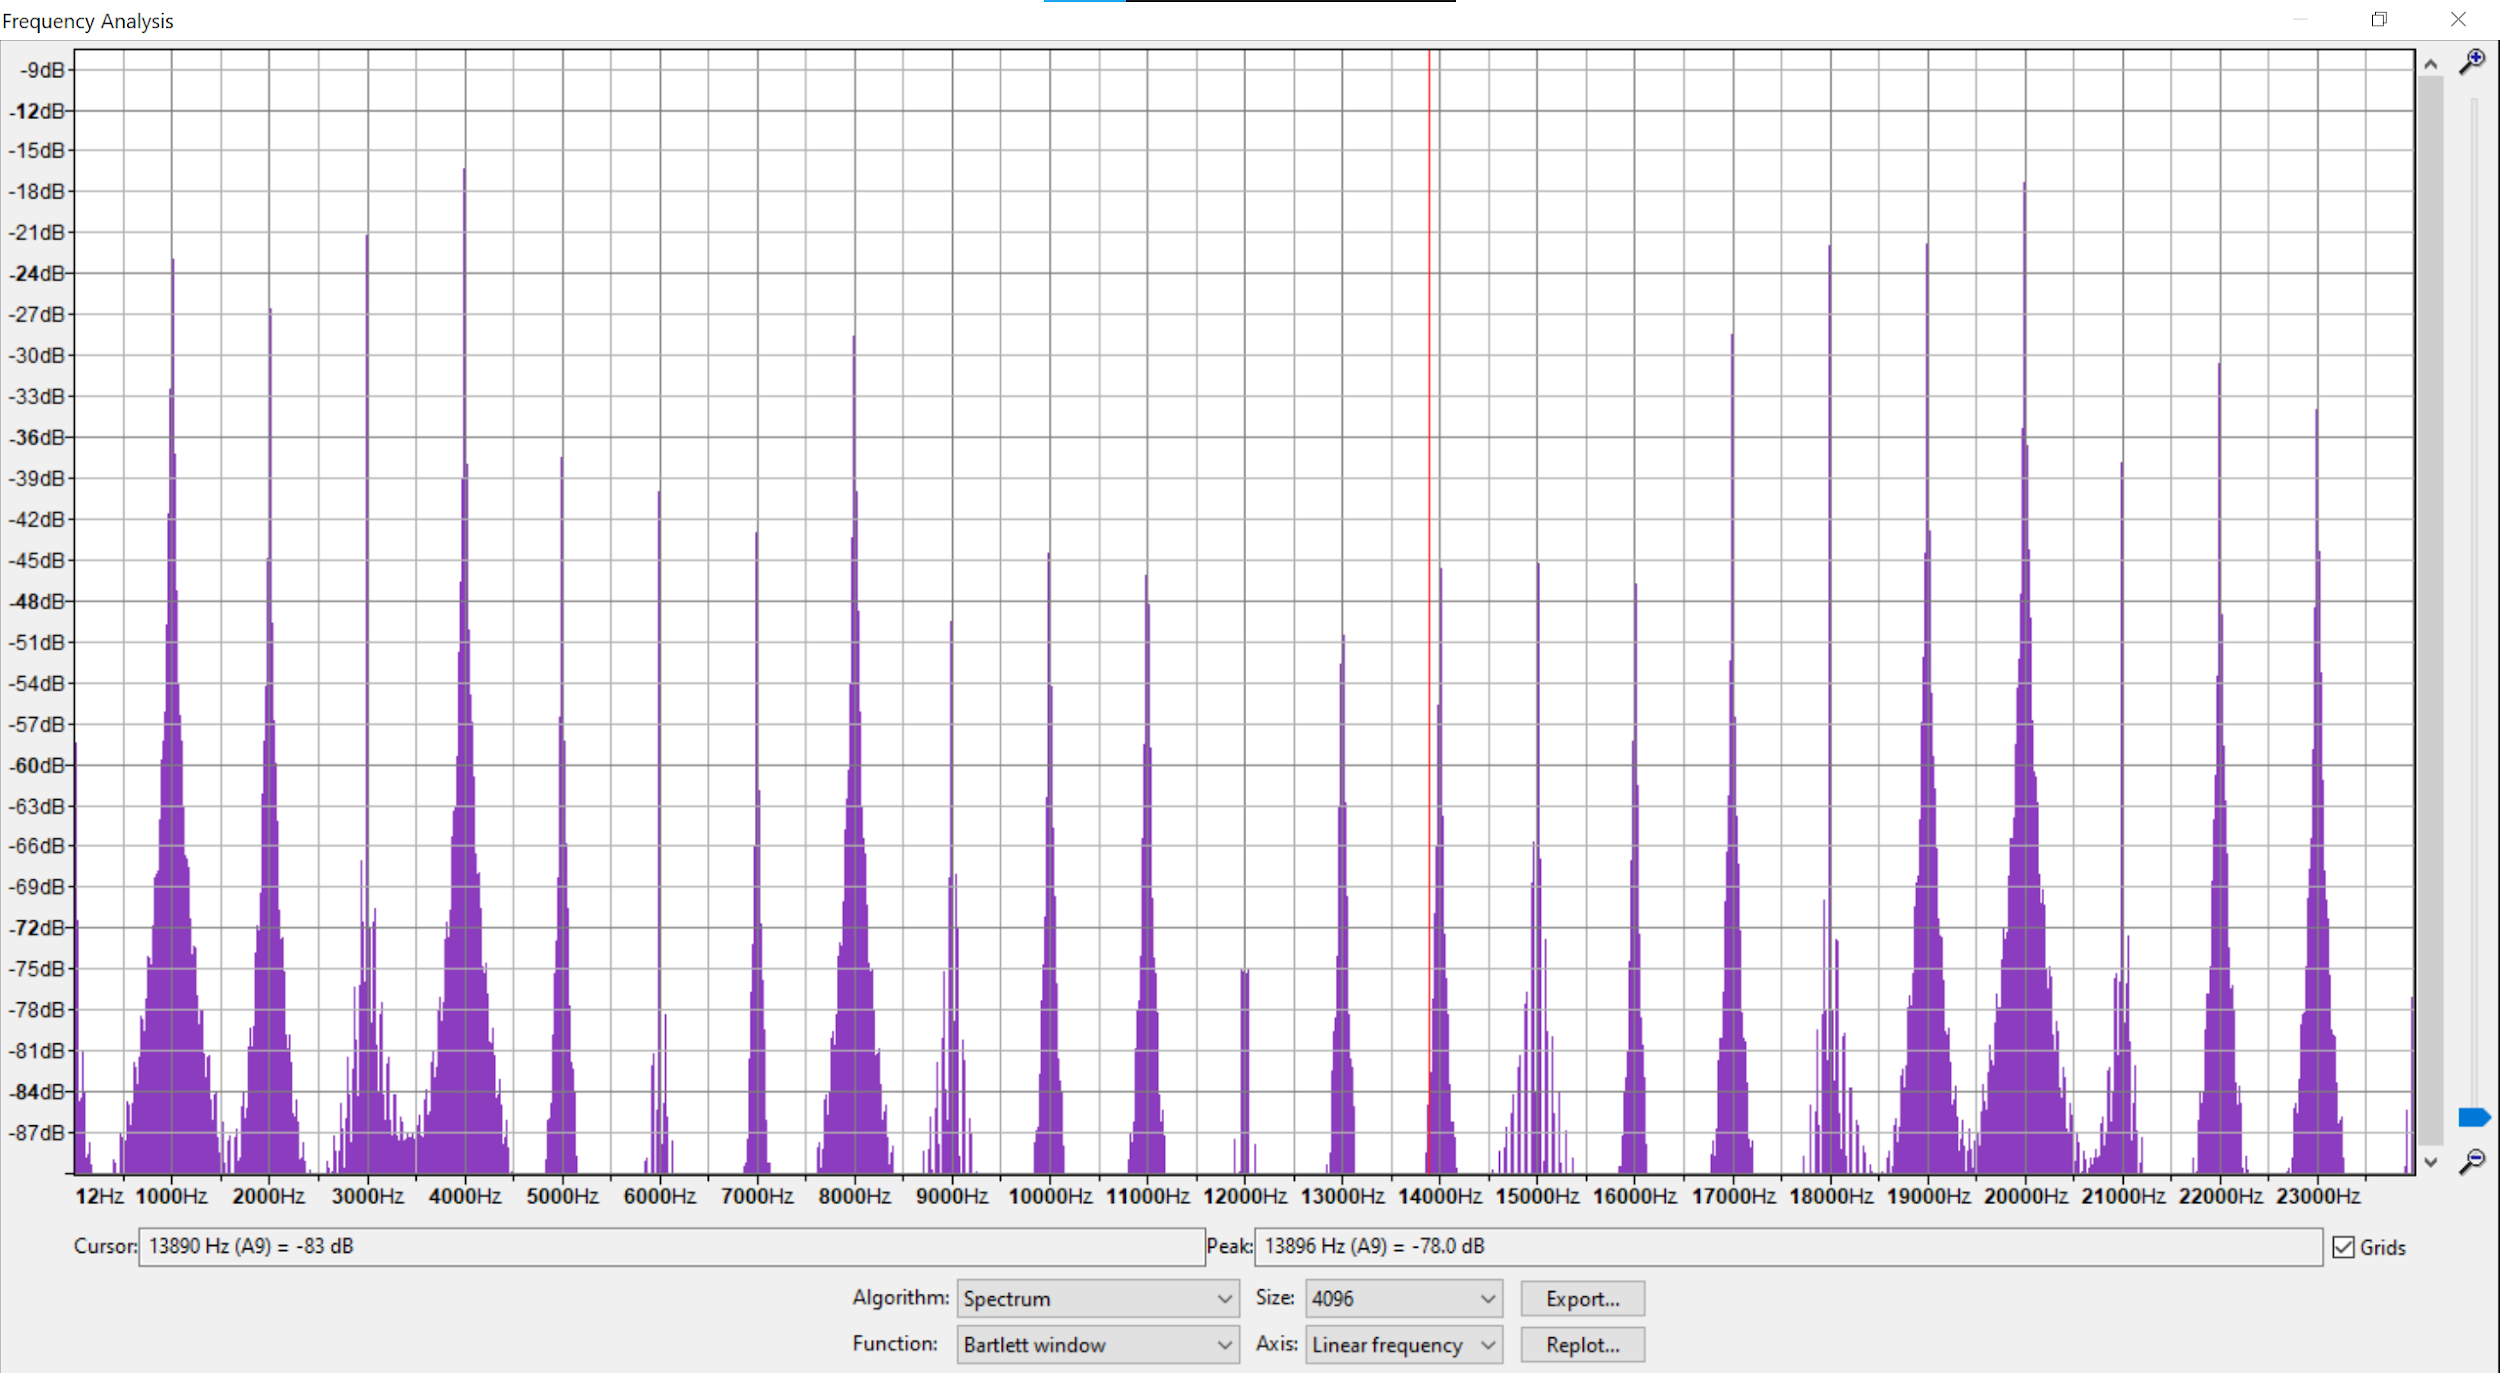 Frequency Analysis
-9dB
-12dB
-15dB
-18dB
-21dB
-24dB
-27dB
-30dB
-33dB
-36dB
-39dB
-42dB
-45dB
-48dB
-51dB
-54dB
-57dB
-60dB
-63dB
-66dB
-69dB
-72dB
-75dB
-78dB
-81dB
-84dB
-87dB
12Hz 1000Hz 2000Hz 3000Hz 4000Hz 5000Hz 6000Hz 7000Hz 8000Hz 9000Hz 10000Hz 11000Hz 12000Hz 13000Hz 14000Hz 15000Hz 16000Hz 17000Hz 18000Hz 19000Hz 20000Hz 21000Hz 22000Hz 23000Hz
Cursor: 13890 Hz (A9) = -83 dB Peak: 13896 Hz (A9) = -78.0 dB Grids
Algorithm: Spectrum Size: 4096 Export...
Function: Bartlett window Axis: Linear frequency Replot...